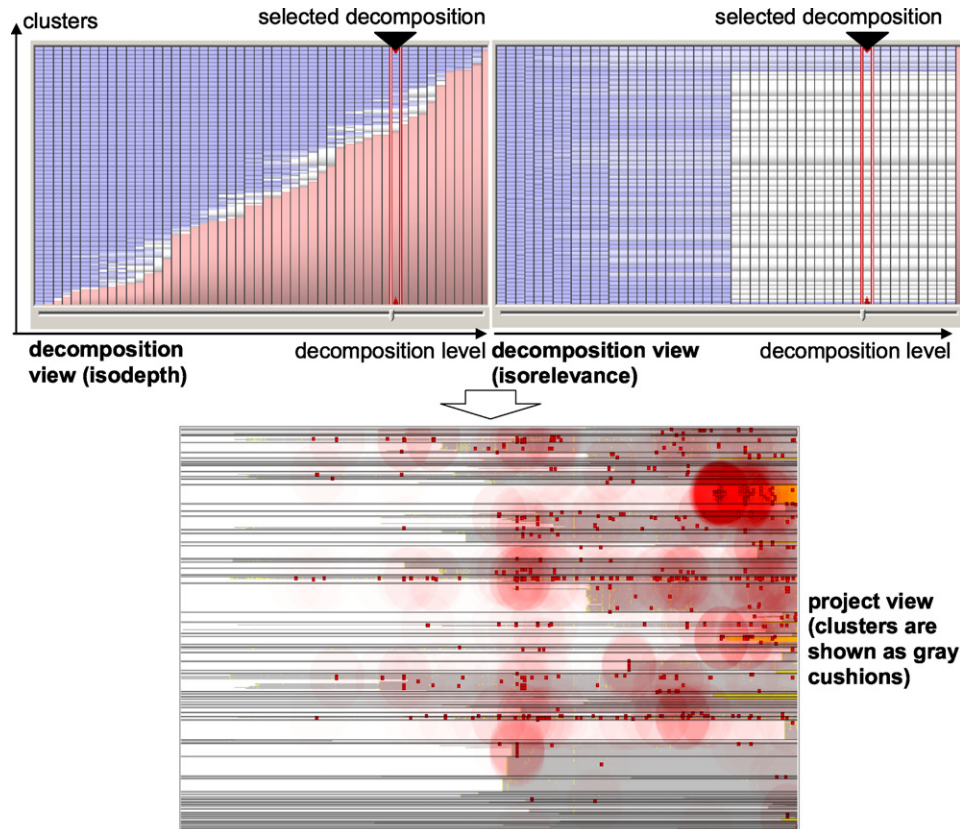 clusters
selected decomposition
selected decomposition
decomposition
view (isodepth)
decomposition level
decomposition view
(isorelevance)
decomposition level
project view
(clusters are
shown as gray
cushions)